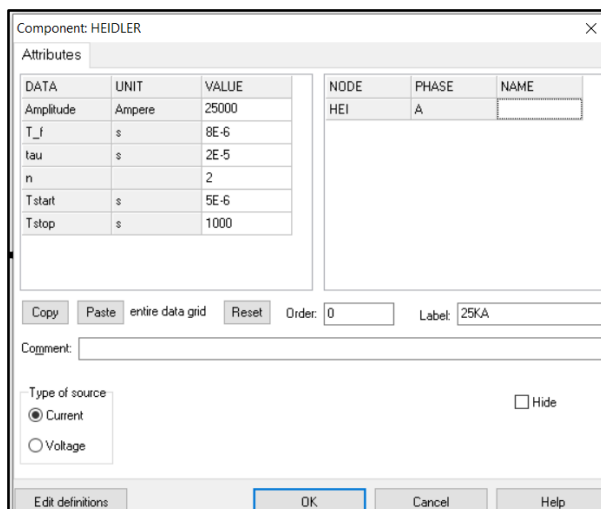 Component: HEIDLER
Attributes
DATA UNIT VALUE
Amplitude Ampere 25000
T_f s 8E-6
tau s 2E-5
n 2
Tstart s 5E-6
Tstop s 1000
NODE PHASE NAME
HEI A
Copy Paste entire data grid Reset Order: 0 Label: 25KA
Comment:
Type of source
Current
Voltage
Hide
Edit definitions OK Cancel Help